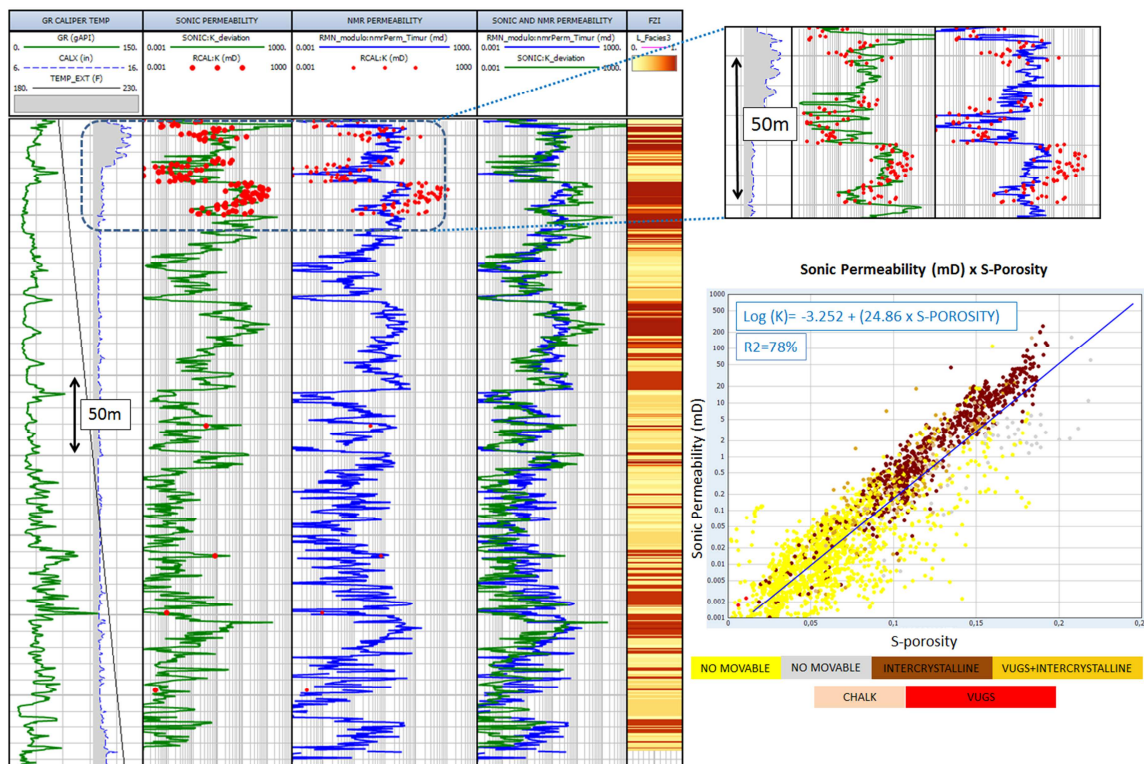 GR CALIPER TEMP
SONIC PERMEABILITY
NMR PERMEABILITY
SONIC AND NMR PERMEABILITY
FZI
GR (gAPI)
0. 150.
CALX (in)
6. 16.
TEMP_EXT (F)
180. 230.
SONIC:K_deviation
0.001 1000.
RCAL:K (mD)
0.001 1000
RMN_modulo:nmrPerm_Timur (md)
0.001 1000.
RCAL:K (mD)
0.001 1000
RMN_modulo:nmrPerm_Timur (md)
0.001 1000.
SONIC:K_deviation
0.001 1000.
L_Facies3
50m
50m
Sonic Permeability (mD) x S-Porosity
Log (K)= -3.252 + (24.86 x S-POROSITY)
R2=78%
Sonic Permeability (mD)
1000
500
200
100
50
20
10
5
2
1
0.5
0.2
0.1
0.05
0.02
0.01
0.005
0.002
0.001
0 0,05 0,1 0,15 0,2 0,2
S-porosity
NO MOVABLE NO MOVABLE INTERCRYSTALLINE VUGS+INTERCRYSTALLINE
CHALK VUGS